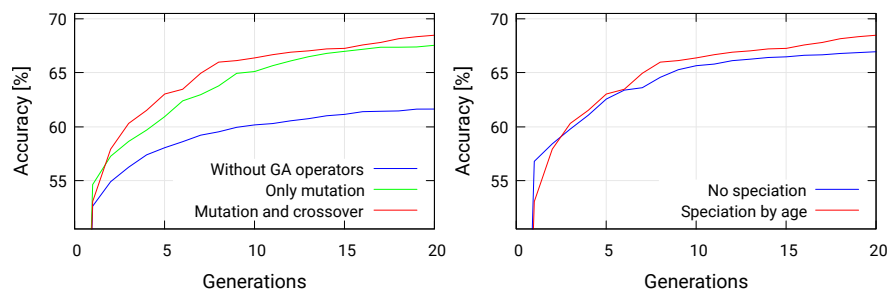 Accuracy [%]
70
65
60
55
Without GA operators
Only mutation
Mutation and crossover
0 5 10 15 20
Generations
Accuracy [%]
70
65
60
55
No speciation
Speciation by age
0 5 10 15 20
Generations